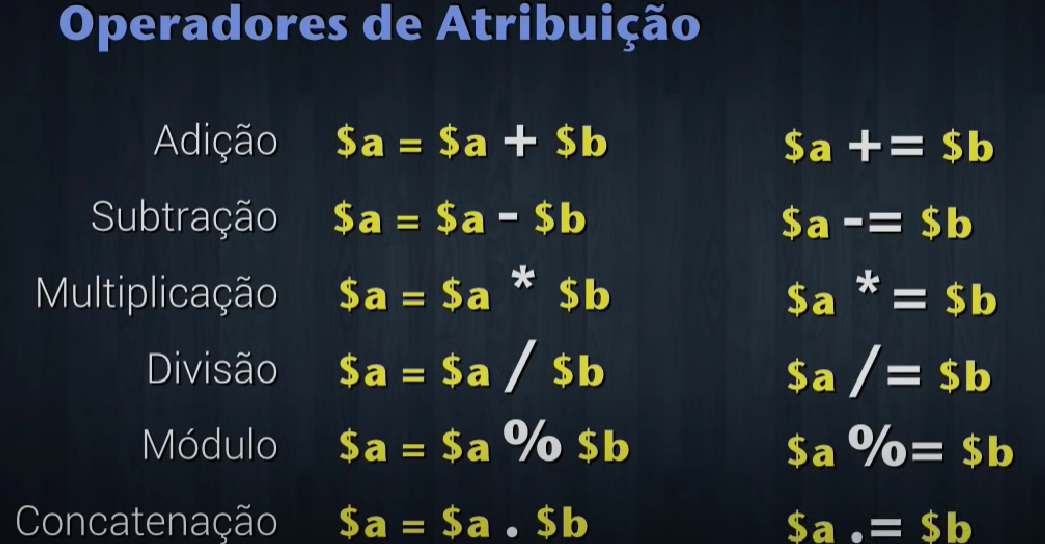 Operadores de Atribuição
Adição $a = $a + $b $a += $b
Subtração $a = $a - $b $a -= $b
Multiplicação $a = $a * $b $a *= $b
Divisão $a = $a / $b $a /= $b
Módulo $a = $a % $b $a %= $b
Concatenação $a = $a . $b $a .= $b